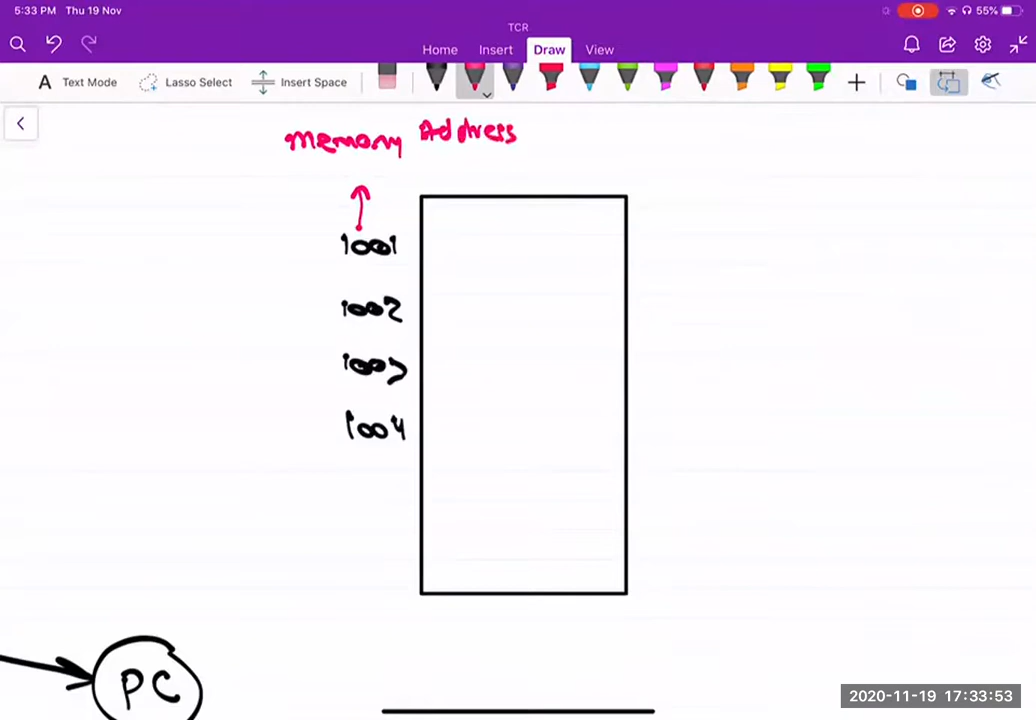 5:33 PM Thu 19 Nov
55%
TCR
Home Insert Draw View
A Text Mode Lasso Select Insert Space
memory Address
1001
1002
1003
1004
PC
2020-11-19 17:33:53